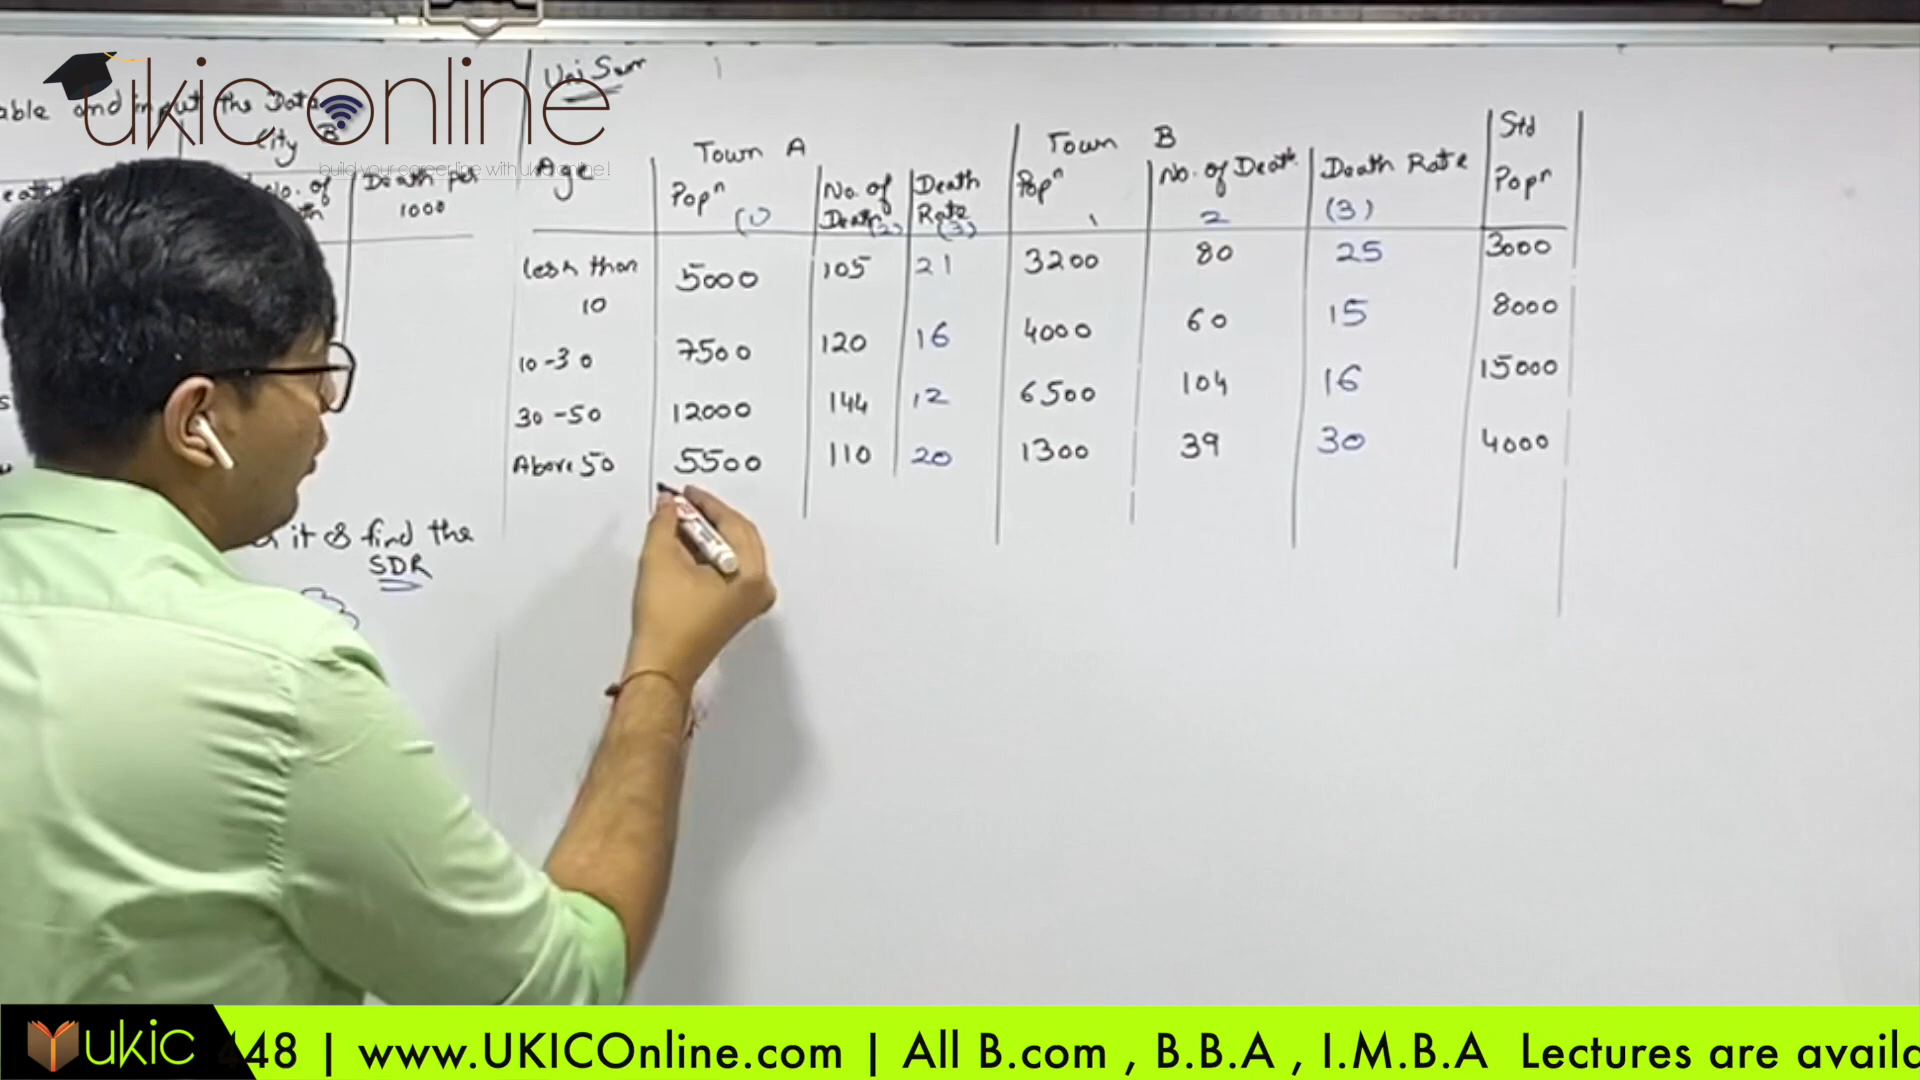 ukiconline
build your career line with ukic online!
Uni Sum
able and input the Data
City B
No. of
Death per
1000
it & find the
SDR
Town A
Town B
Std
Popn
Age
Popn
(1)
No. of
Death (2)
Death
Rate
(3)
Popn
1
No. of Death
2
Death Rate
(3)
less than
10
5000
105
21
3200
80
25
3000
10-30
7500
120
16
4000
60
15
8000
30-50
12000
144
12
6500
104
16
15000
Above 50
5500
110
20
1300
39
30
4000
ukic
448 | www.UKICOnline.com | All B.com , B.B.A , I.M.B.A Lectures are availa